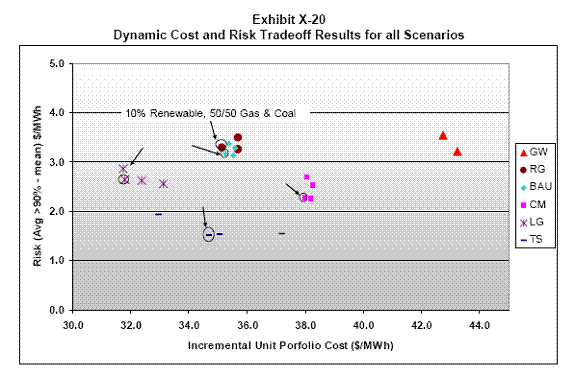 Exhibit X-20
Dynamic Cost and Risk Tradeoff Results for all Scenarios
5.0
4.0
3.0
2.0
1.0
0.0
Risk (Avg >90% - mean) $/MWh
10% Renewable, 50/50 Gas & Coal
GW
RG
BAU
CM
LG
TS
30.0 32.0 34.0 36.0 38.0 40.0 42.0 44.0
Incremental Unit Porfolio Cost ($/MWh)